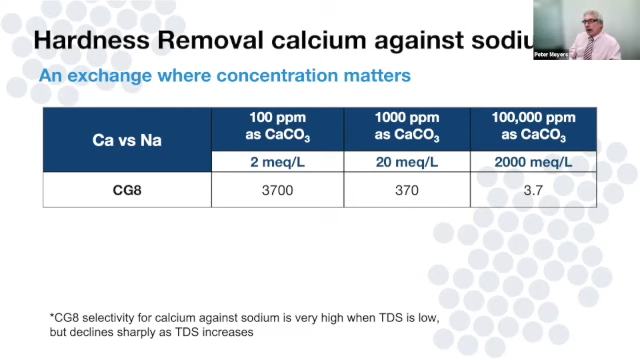 Hardness Removal calcium against sodiu
Peter Meyers
An exchange where concentration matters
Ca vs Na
100 ppm
as CaCO3
1000 ppm
as CaCO3
100,000 ppm
as CaCO3
2 meq/L
20 meq/L
2000 meq/L
CG8
3700
370
3.7
*CG8 selectivity for calcium against sodium is very high when TDS is low,
but declines sharply as TDS increases